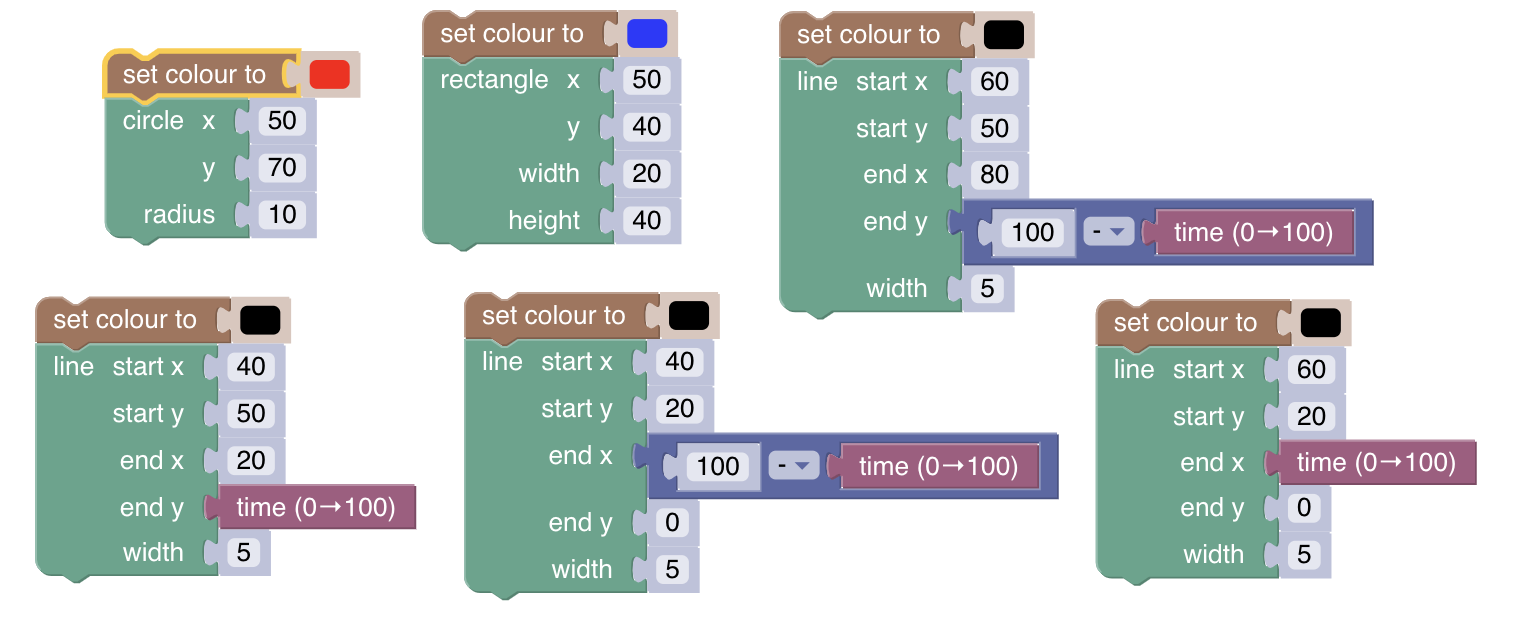 set colour to
circle x 50
y 70
radius 10
set colour to
rectangle x 50
y 40
width 20
height 40
set colour to
line start x 60
start y 50
end x 80
end y 100 - time (0→100)
width 5
set colour to
line start x 40
start y 50
end x 20
end y time (0→100)
width 5
set colour to
line start x 40
start y 20
end x 100 - time (0→100)
end y 0
width 5
set colour to
line start x 60
start y 20
end x time (0→100)
end y 0
width 5